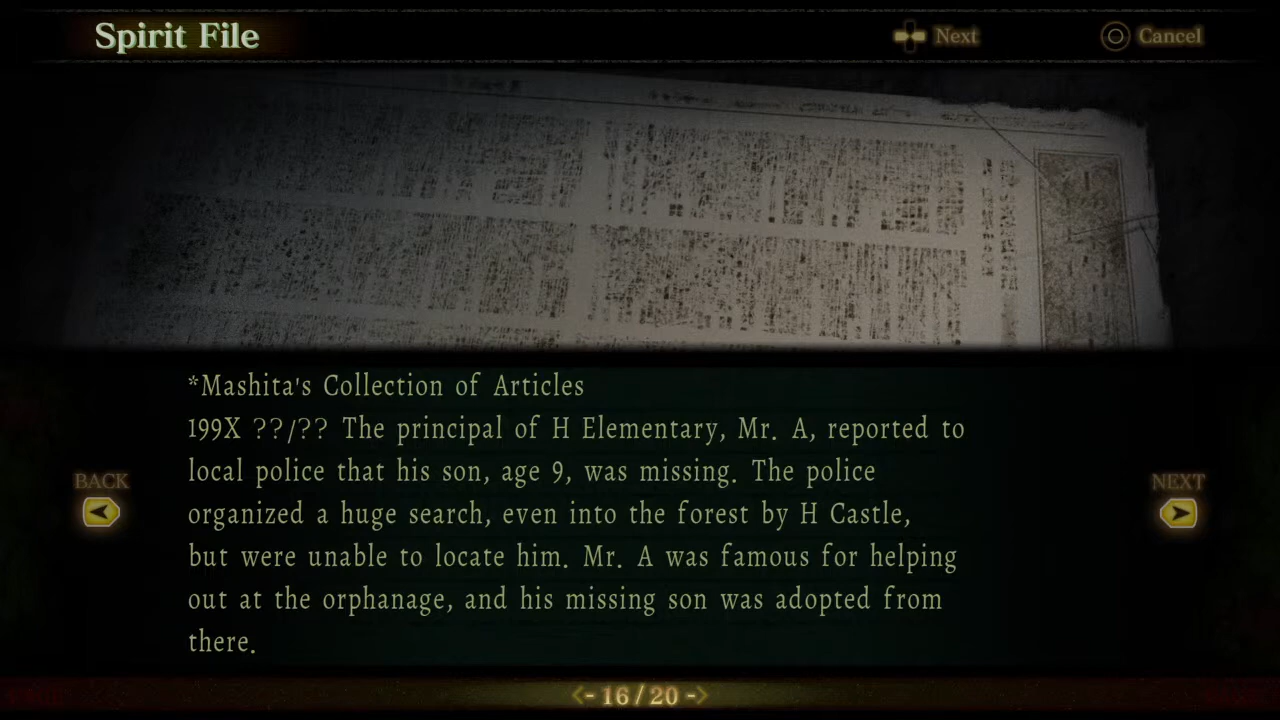 Spirit File
Next
Cancel
*Mashita's Collection of Articles
199X ??/?? The principal of H Elementary, Mr. A, reported to
local police that his son, age 9, was missing. The police
organized a huge search, even into the forest by H Castle,
but were unable to locate him. Mr. A was famous for helping
out at the orphanage, and his missing son was adopted from
there.
BACK
NEXT
<- 16/20 ->